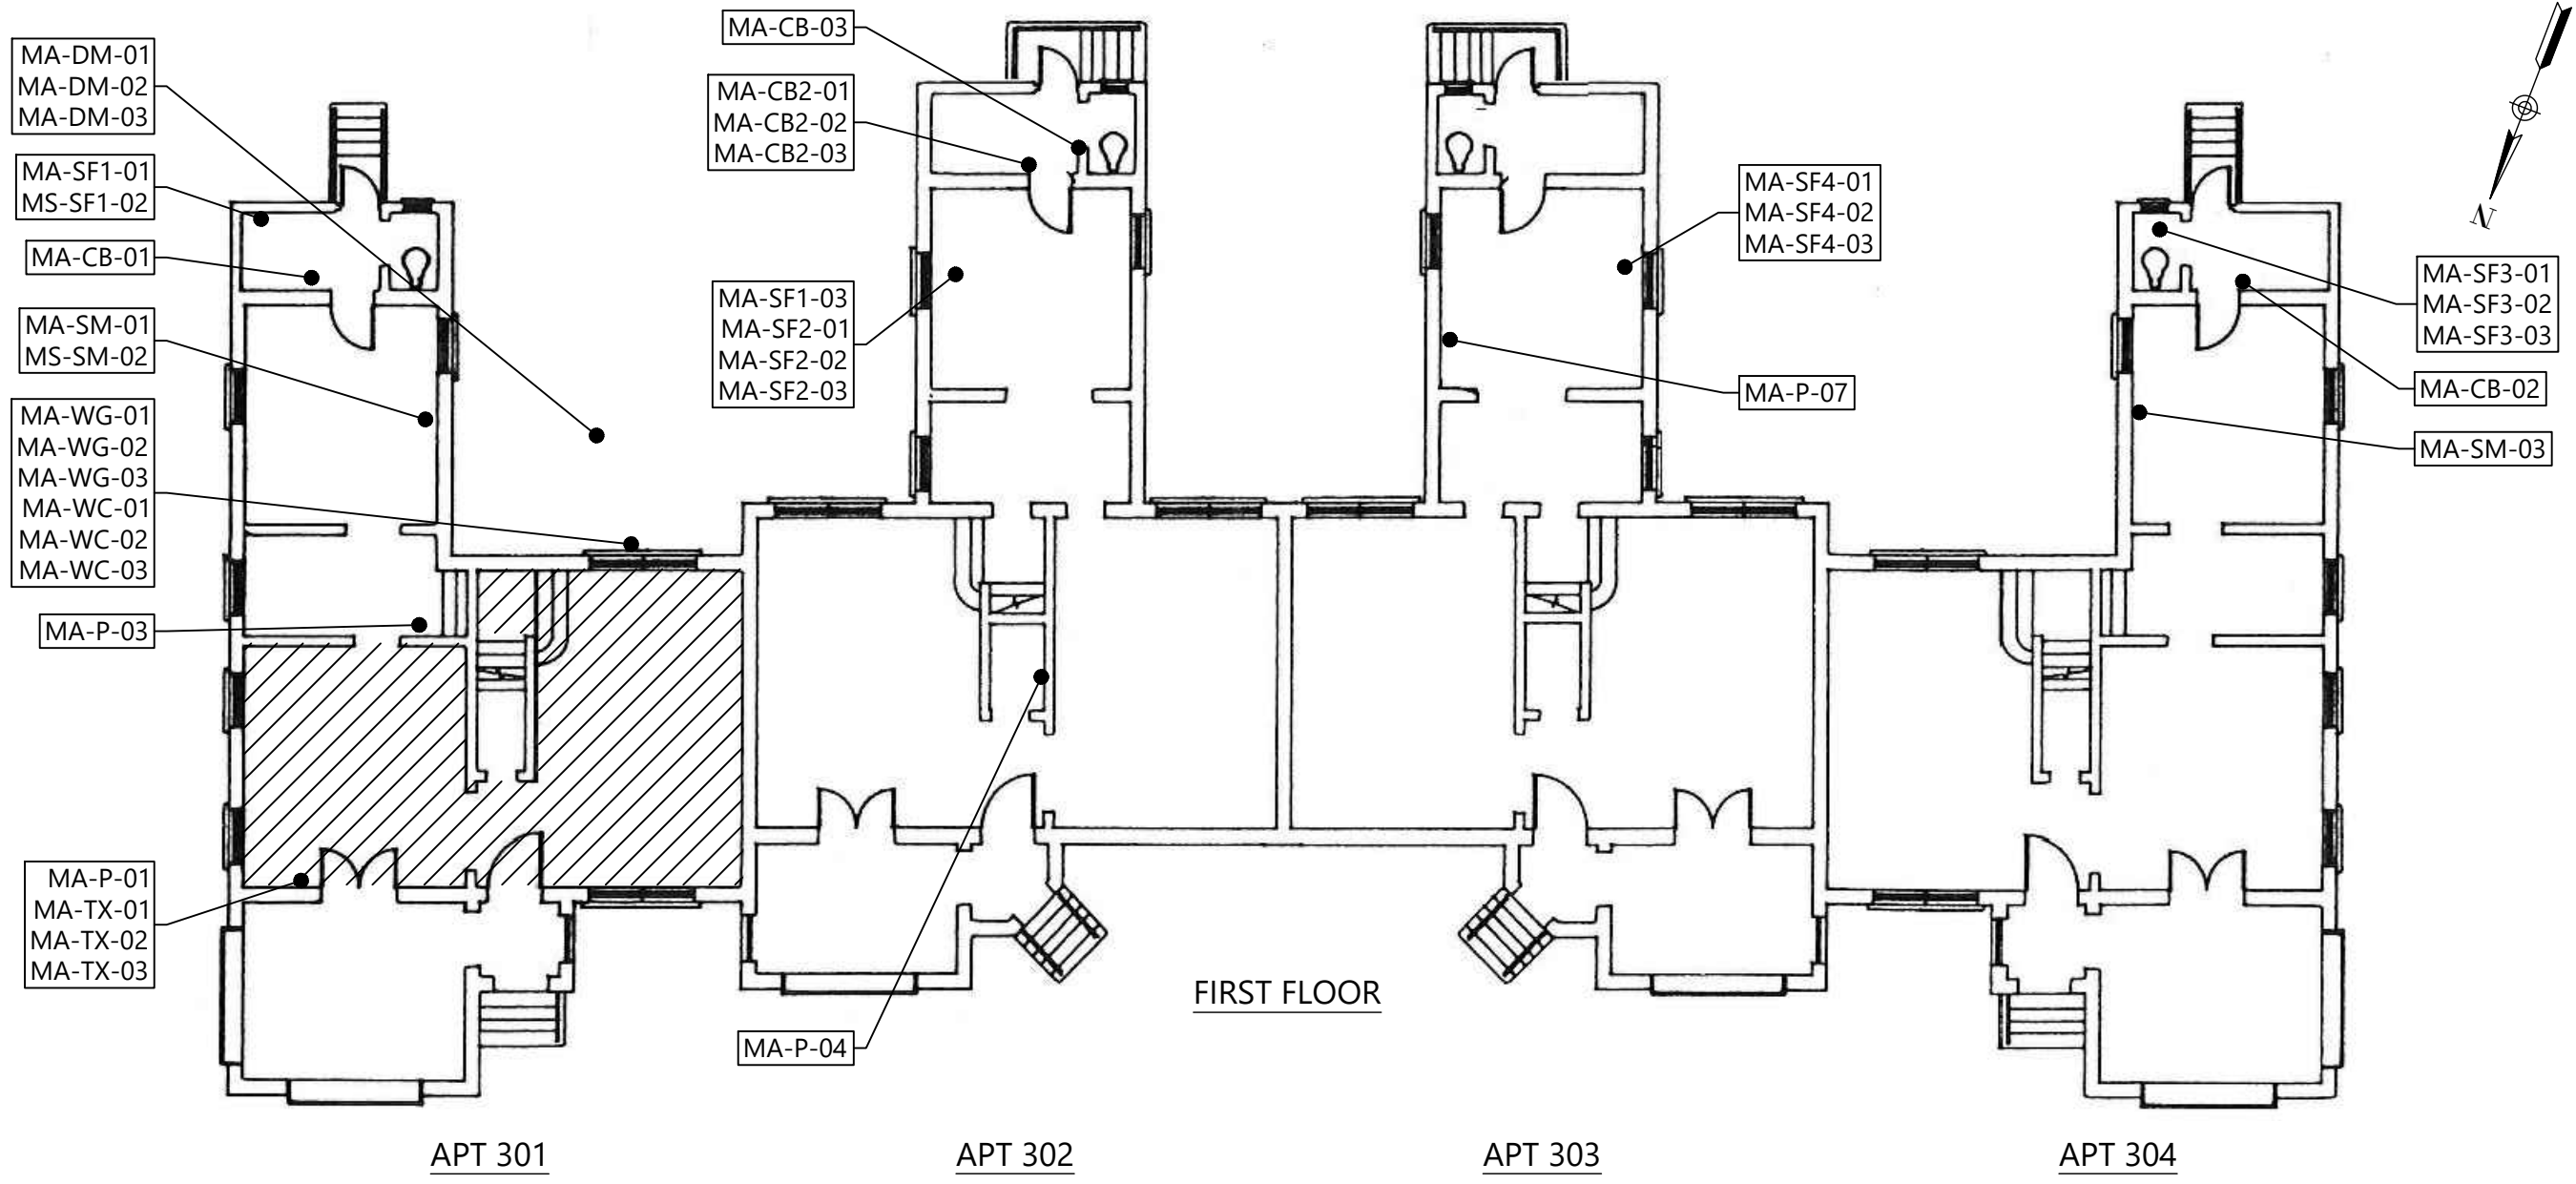 MA-DM-01
MA-DM-02
MA-DM-03
MA-SF1-01
MS-SF1-02
MA-CB-01
MA-SM-01
MS-SM-02
MA-WG-01
MA-WG-02
MA-WG-03
MA-WC-01
MA-WC-02
MA-WC-03
MA-P-03
MA-P-01
MA-TX-01
MA-TX-02
MA-TX-03
MA-CB-03
MA-CB2-01
MA-CB2-02
MA-CB2-03
MA-SF1-03
MA-SF2-01
MA-SF2-02
MA-SF2-03
MA-P-04
MA-SF4-01
MA-SF4-02
MA-SF4-03
MA-P-07
N
MA-SF3-01
MA-SF3-02
MA-SF3-03
MA-CB-02
MA-SM-03
FIRST FLOOR
APT 301
APT 302
APT 303
APT 304